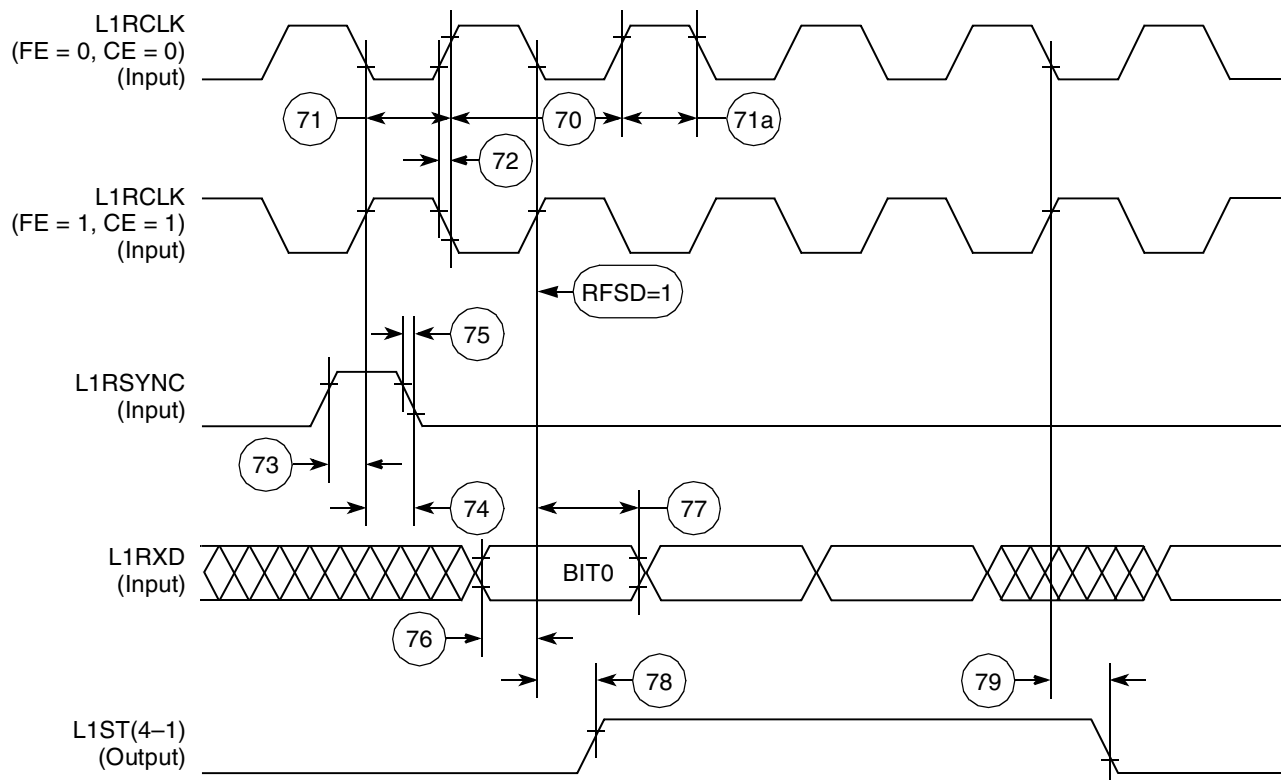 L1RCLK
(FE = 0, CE = 0)
(Input)
71
70
71a
72
L1RCLK
(FE = 1, CE = 1)
(Input)
RFSD=1
75
L1RSYNC
(Input)
73
74
77
L1RXD
(Input)
BIT0
76
78
79
L1ST(4–1)
(Output)